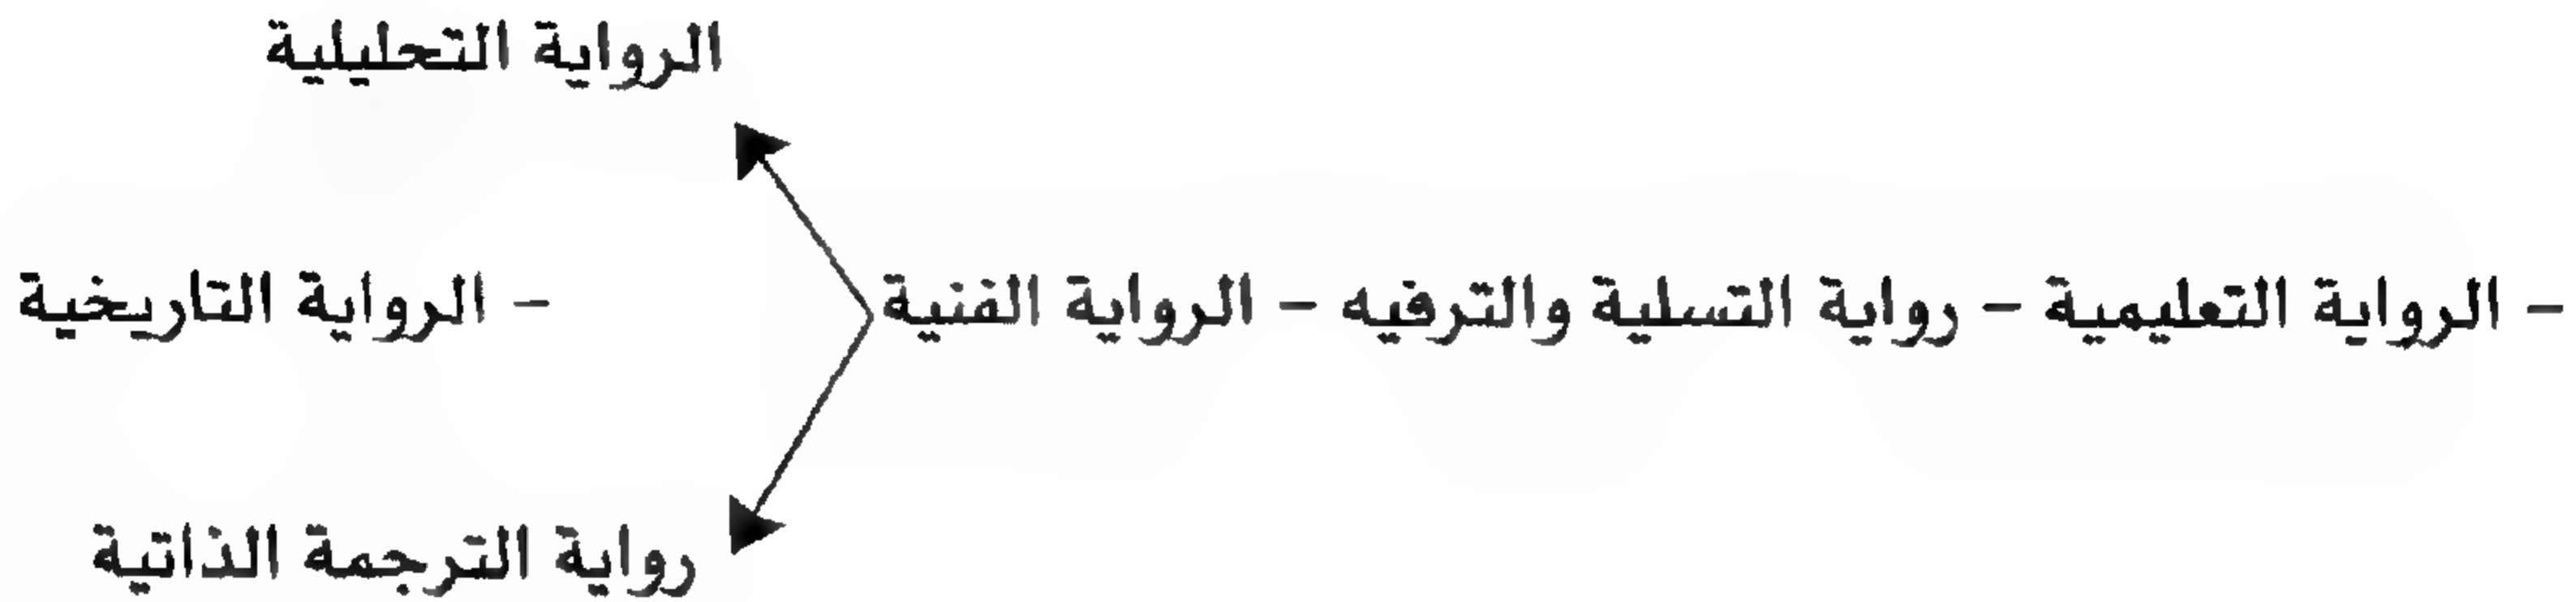 الرواية التحليلية
- الرواية التعليمية - رواية التسلية والترفيه - الرواية الفنية - الرواية التاريخية
رواية الترجمة الذاتية